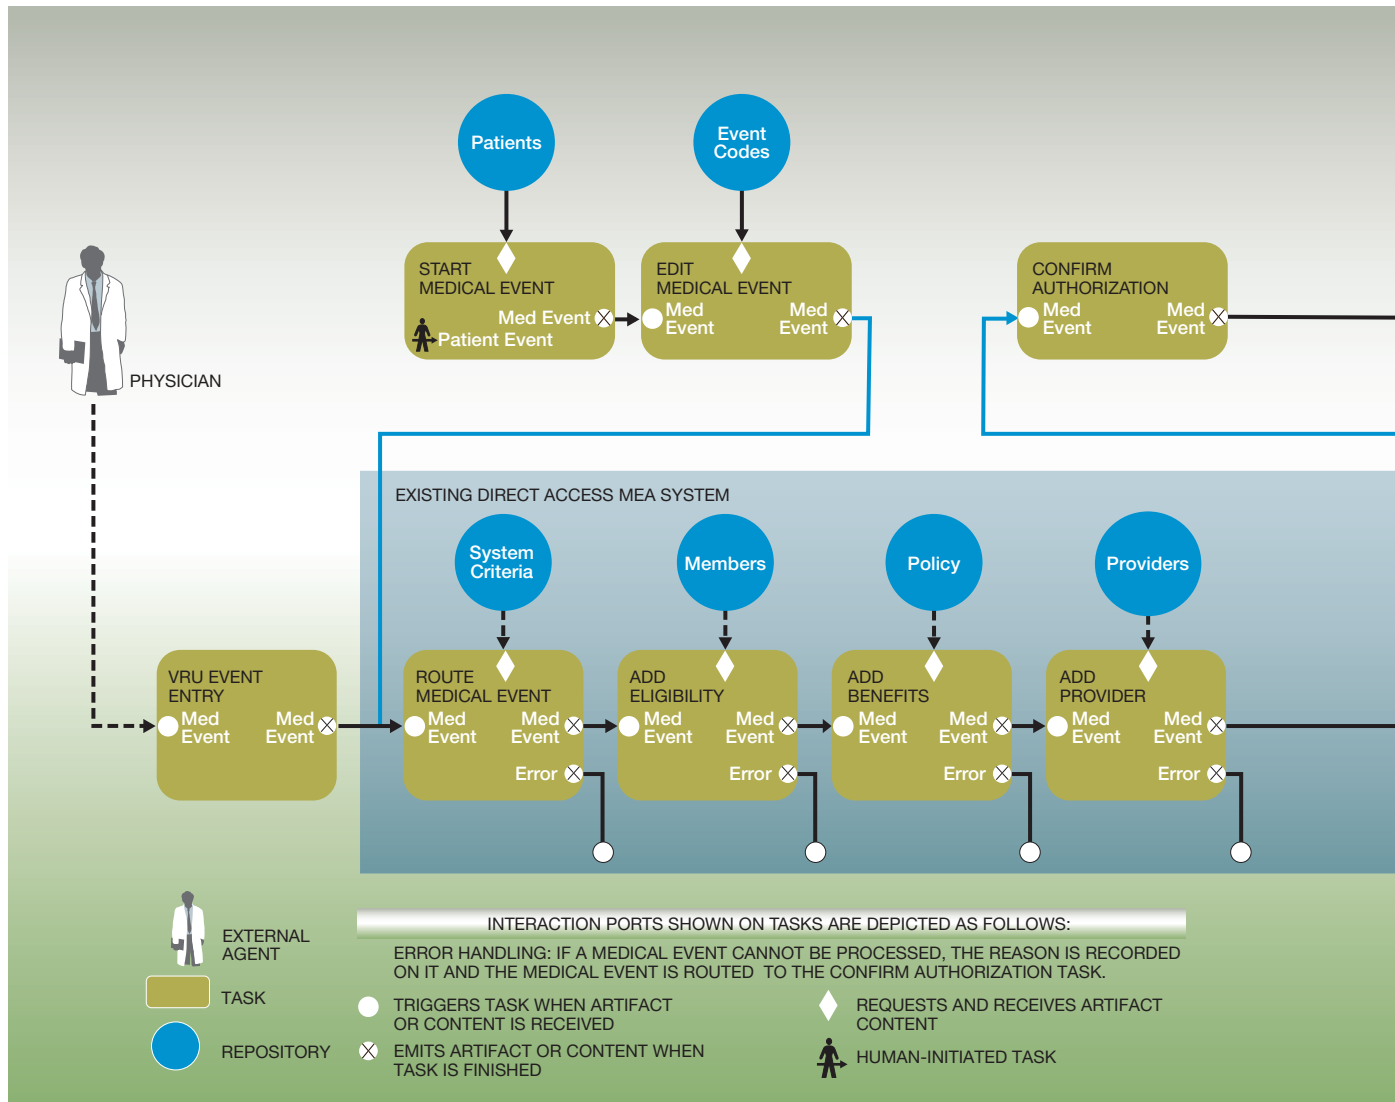 Patients
Event
Codes
START
MEDICAL EVENT
Med Event
Patient Event
EDIT
MEDICAL EVENT
Med
Event
Med
Event
CONFIRM
AUTHORIZATION
Med
Event
Med
Event
PHYSICIAN
EXISTING DIRECT ACCESS MEA SYSTEM
System
Criteria
Members
Policy
Providers
VRU EVENT
ENTRY
Med
Event
Med
Event
ROUTE
MEDICAL EVENT
Med
Event
Med
Event
Error
ADD
ELIGIBILITY
Med
Event
Med
Event
Error
ADD
BENEFITS
Med
Event
Med
Event
Error
ADD
PROVIDER
Med
Event
Med
Event
Error
EXTERNAL
AGENT
TASK
REPOSITORY
INTERACTION PORTS SHOWN ON TASKS ARE DEPICTED AS FOLLOWS:
ERROR HANDLING: IF A MEDICAL EVENT CANNOT BE PROCESSED, THE REASON IS RECORDED
ON IT AND THE MEDICAL EVENT IS ROUTED TO THE CONFIRM AUTHORIZATION TASK.
TRIGGERS TASK WHEN ARTIFACT
OR CONTENT IS RECEIVED
EMITS ARTIFACT OR CONTENT WHEN
TASK IS FINISHED
REQUESTS AND RECEIVES ARTIFACT
CONTENT
HUMAN-INITIATED TASK